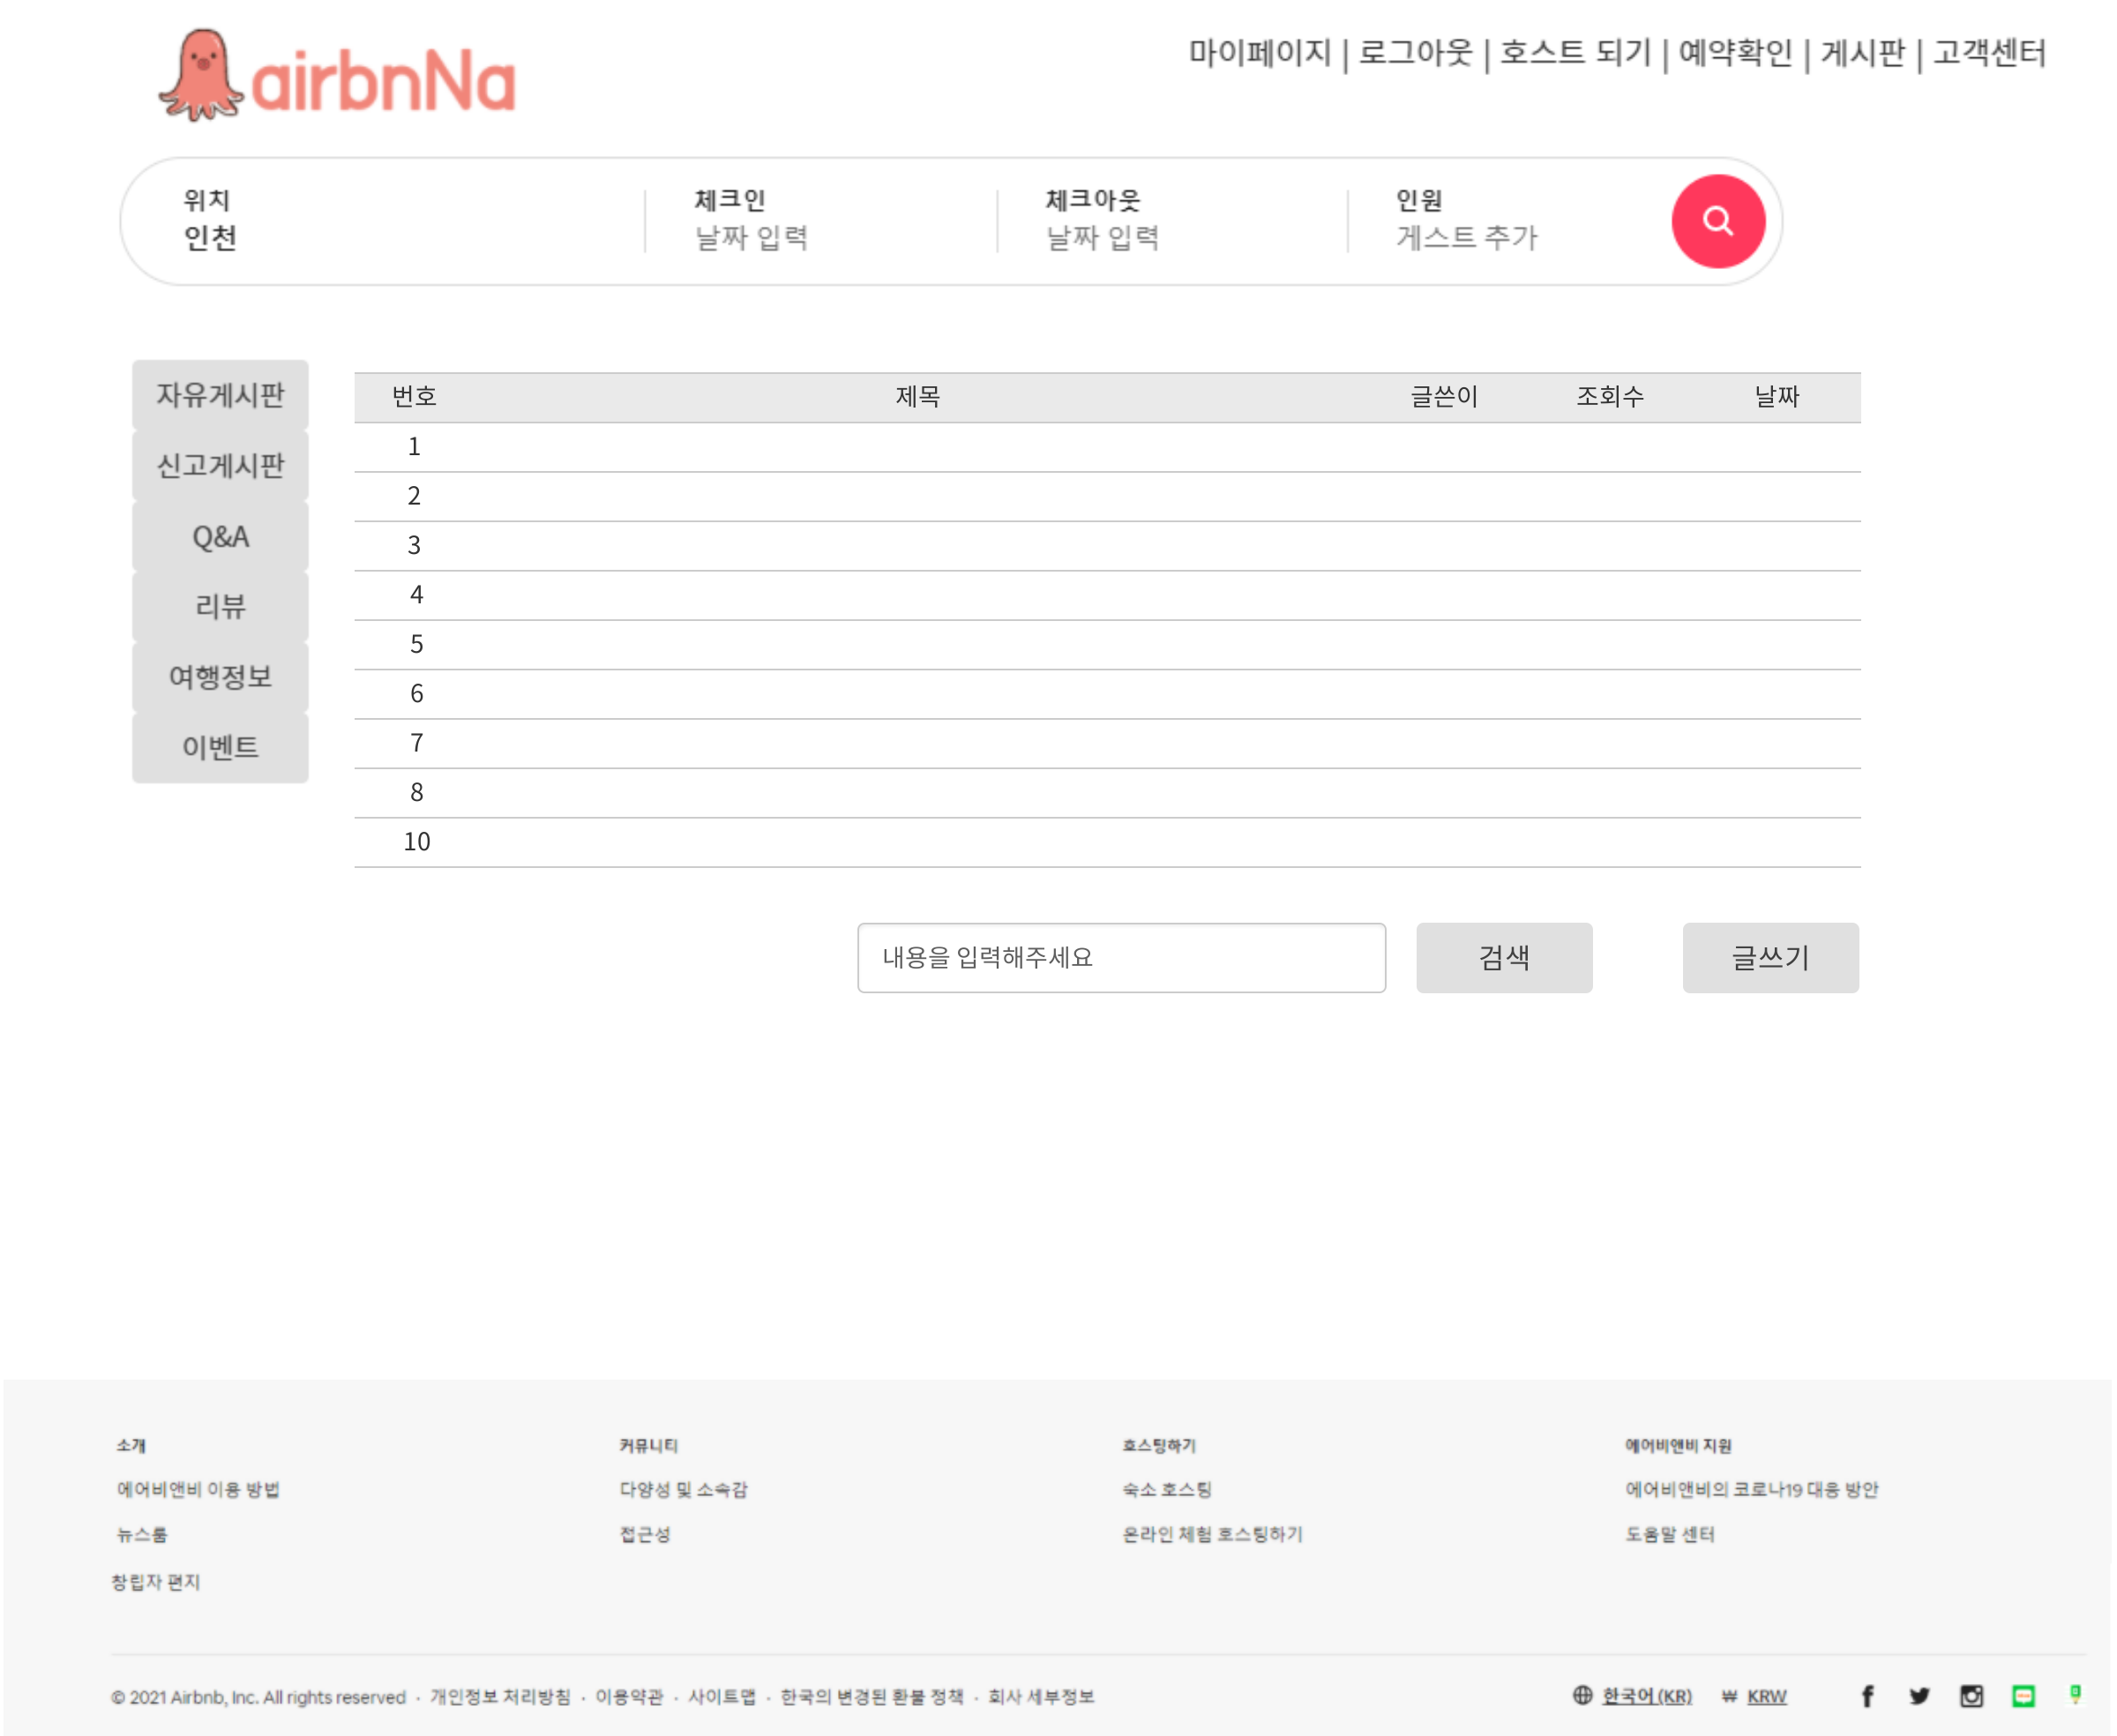 airbnNa
마이페이지 | 로그아웃 | 호스트 되기 | 예약확인 | 게시판 | 고객센터
위치 체크인 체크아웃 인원
인천 날짜 입력 날짜 입력 게스트 추가
자유게시판
신고게시판
Q&A
리뷰
여행정보
이벤트
번호 제목 글쓴이 조회수 날짜
1
2
3
4
5
6
7
8
10
내용을 입력해주세요 검색 글쓰기
소개 커뮤니티 호스팅하기 에어비앤비 지원
에어비앤비 이용 방법 다양성 및 소속감 숙소 호스팅 에어비앤비의 코로나19 대응 방안
뉴스룸 접근성 온라인 체험 호스팅하기 도움말 센터
창립자 편지
© 2021 Airbnb, Inc. All rights reserved · 개인정보 처리방침 · 이용약관 · 사이트맵 · 한국의 변경된 환불 정책 · 회사 세부정보 한국어 (KR) ₩ KRW